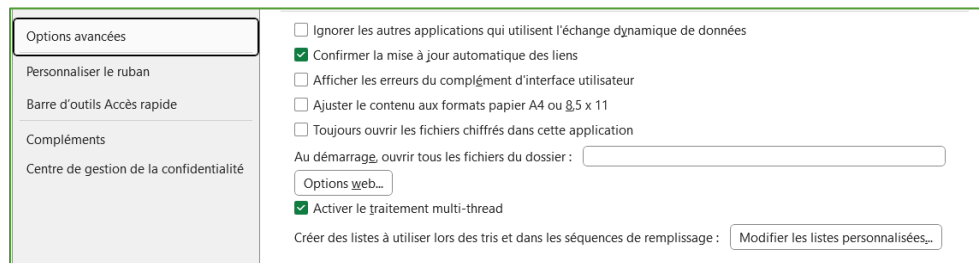 Options avancées
Personnaliser le ruban
Barre d'outils Accès rapide
Compléments
Centre de gestion de la confidentialité
Ignorer les autres applications qui utilisent l'échange dynamique de données
Confirmer la mise à jour automatique des liens
Afficher les erreurs du complément d'interface utilisateur
Ajuster le contenu aux formats papier A4 ou 8,5 x 11
Toujours ouvrir les fichiers chiffrés dans cette application
Au démarrage, ouvrir tous les fichiers du dossier :
Options web...
Activer le traitement multi-thread
Créer des listes à utiliser lors des tris et dans les séquences de remplissage : Modifier les listes personnalisées...